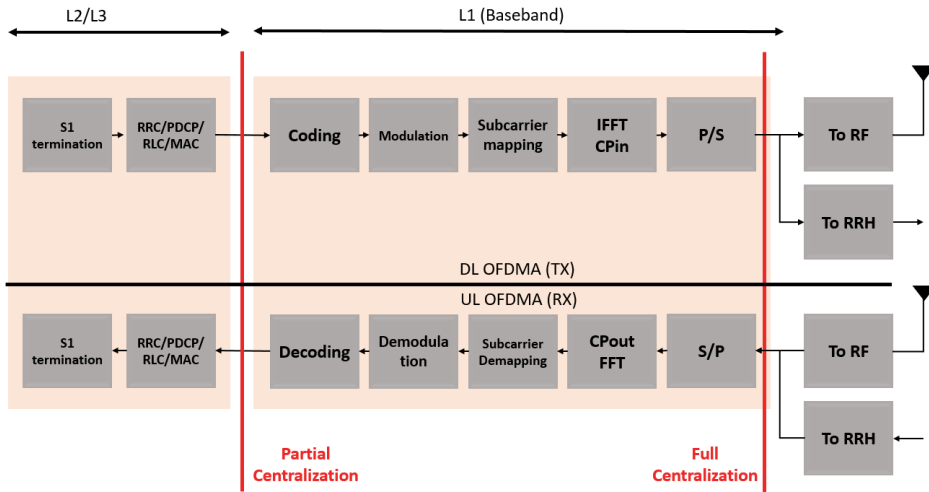 L2/L3
L1 (Baseband)
S1
termination
RRC/PDCP/
RLC/MAC
Coding
Modulation
Subcarrier
mapping
IFFT
CPin
P/S
To RF
To RRH
DL OFDMA (TX)
UL OFDMA (RX)
S1
termination
RRC/PDCP/
RLC/MAC
Decoding
Demodula
tion
Subcarrier
Demapping
CPout
FFT
S/P
To RF
To RRH
Partial
Centralization
Full
Centralization